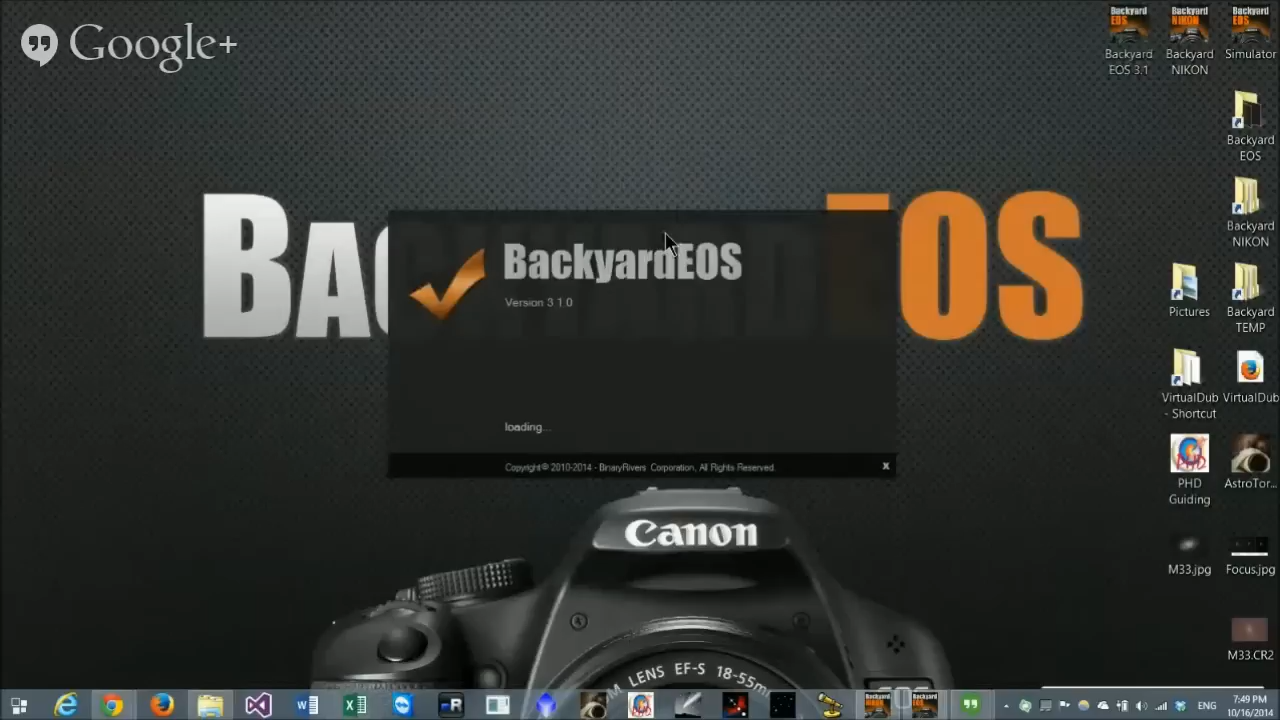 Google+
Backyard EOS 3.1
Backyard NIKON
Simulator
Backyard EOS
Backyard NIKON
Pictures
Backyard TEMP
VirtualDub - Shortcut
VirtualDub
PHD Guiding
AstroTor...
M33.jpg
Focus.jpg
M33.CR2
BA
EOS
BackyardEOS
Version 3.1.0
loading...
Copyright© 2010-2014 - BinaryRivers Corporation, All Rights Reserved.
x
Canon
LENS EF-S 18-55mm
ENG
7:49 PM
10/16/2014